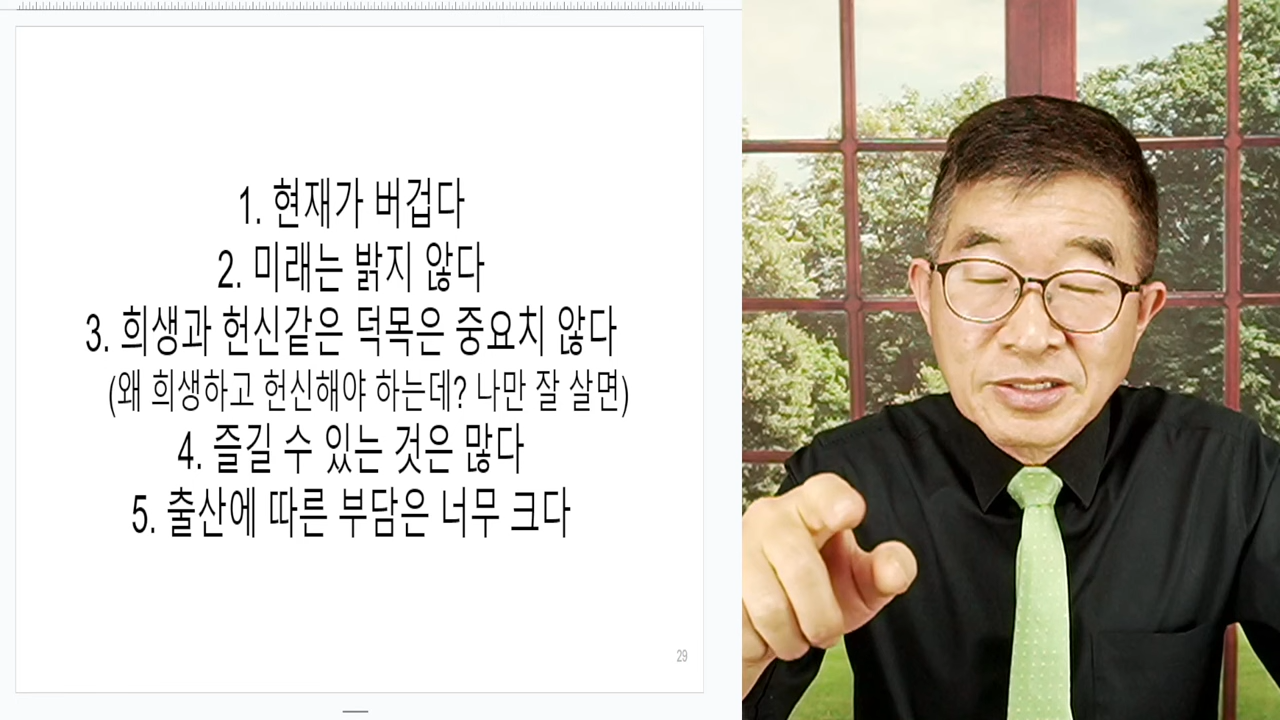 1. 현재가 버겁다
2. 미래는 밝지 않다
3. 희생과 헌신같은 덕목은 중요치 않다
(왜 희생하고 헌신해야 하는데? 나만 잘 살면)
4. 즐길 수 있는 것은 많다
5. 출산에 따른 부담은 너무 크다
29